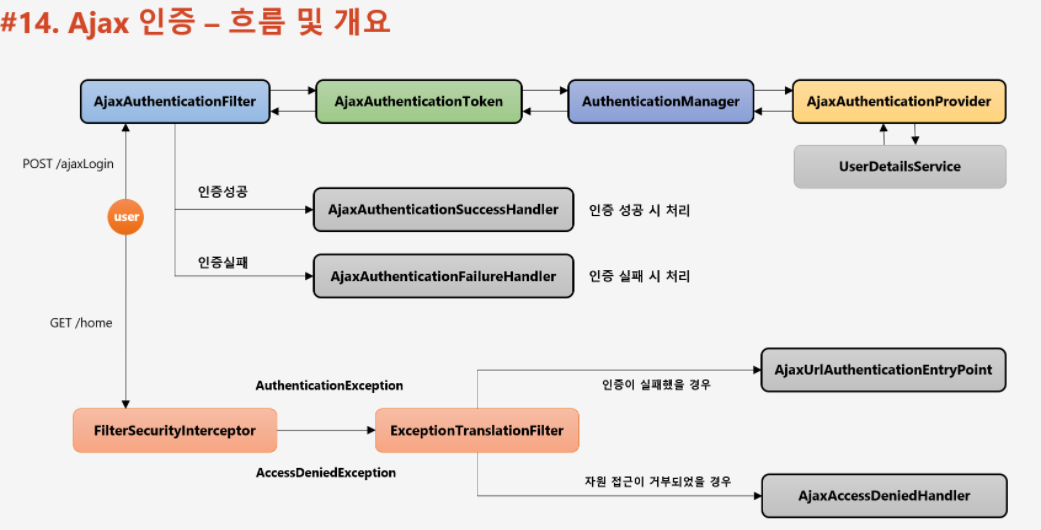 #14. Ajax 인증 – 흐름 및 개요
AjaxAuthenticationFilter
AjaxAuthenticationToken
AuthenticationManager
AjaxAuthenticationProvider
POST /ajaxLogin
UserDetailsService
인증성공
user
AjaxAuthenticationSuccessHandler
인증 성공 시 처리
인증실패
AjaxAuthenticationFailureHandler
인증 실패 시 처리
GET /home
AjaxUrlAuthenticationEntryPoint
AuthenticationException
인증이 실패했을 경우
FilterSecurityInterceptor
ExceptionTranslationFilter
AccessDeniedException
자원 접근이 거부되었을 경우
AjaxAccessDeniedHandler